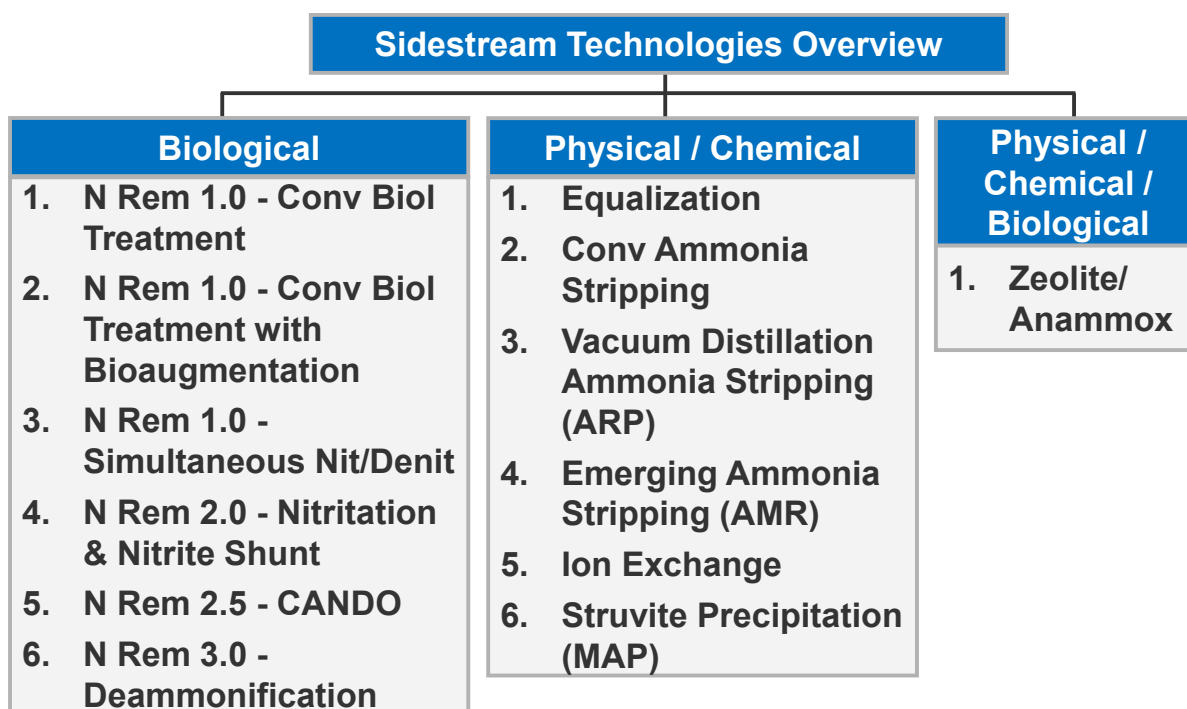 Sidestream Technologies Overview
Biological
1. N Rem 1.0 - Conv Biol
Treatment
2. N Rem 1.0 - Conv Biol
Treatment with
Bioaugmentation
3. N Rem 1.0 -
Simultaneous Nit/Denit
4. N Rem 2.0 - Nitritation
& Nitrite Shunt
5. N Rem 2.5 - CANDO
6. N Rem 3.0 -
Deammonification
Physical / Chemical
1. Equalization
2. Conv Ammonia
Stripping
3. Vacuum Distillation
Ammonia Stripping
(ARP)
4. Emerging Ammonia
Stripping (AMR)
5. Ion Exchange
6. Struvite Precipitation
(MAP)
Physical /
Chemical /
Biological
1. Zeolite/
Anammox